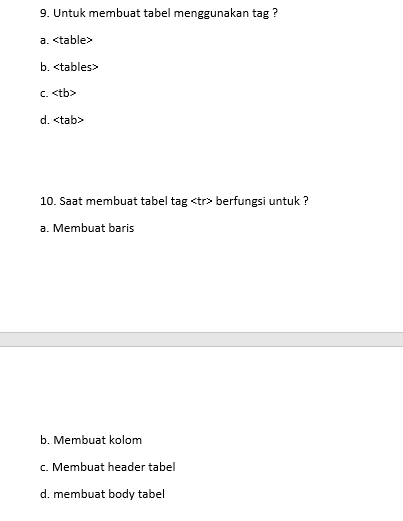 9. Untuk membuat tabel menggunakan tag ?
a. <table>
b. <tables>
c. <tb>
d. <tab>
10. Saat membuat tabel tag <tr> berfungsi untuk ?
a. Membuat baris
b. Membuat kolom
c. Membuat header tabel
d. membuat body tabel